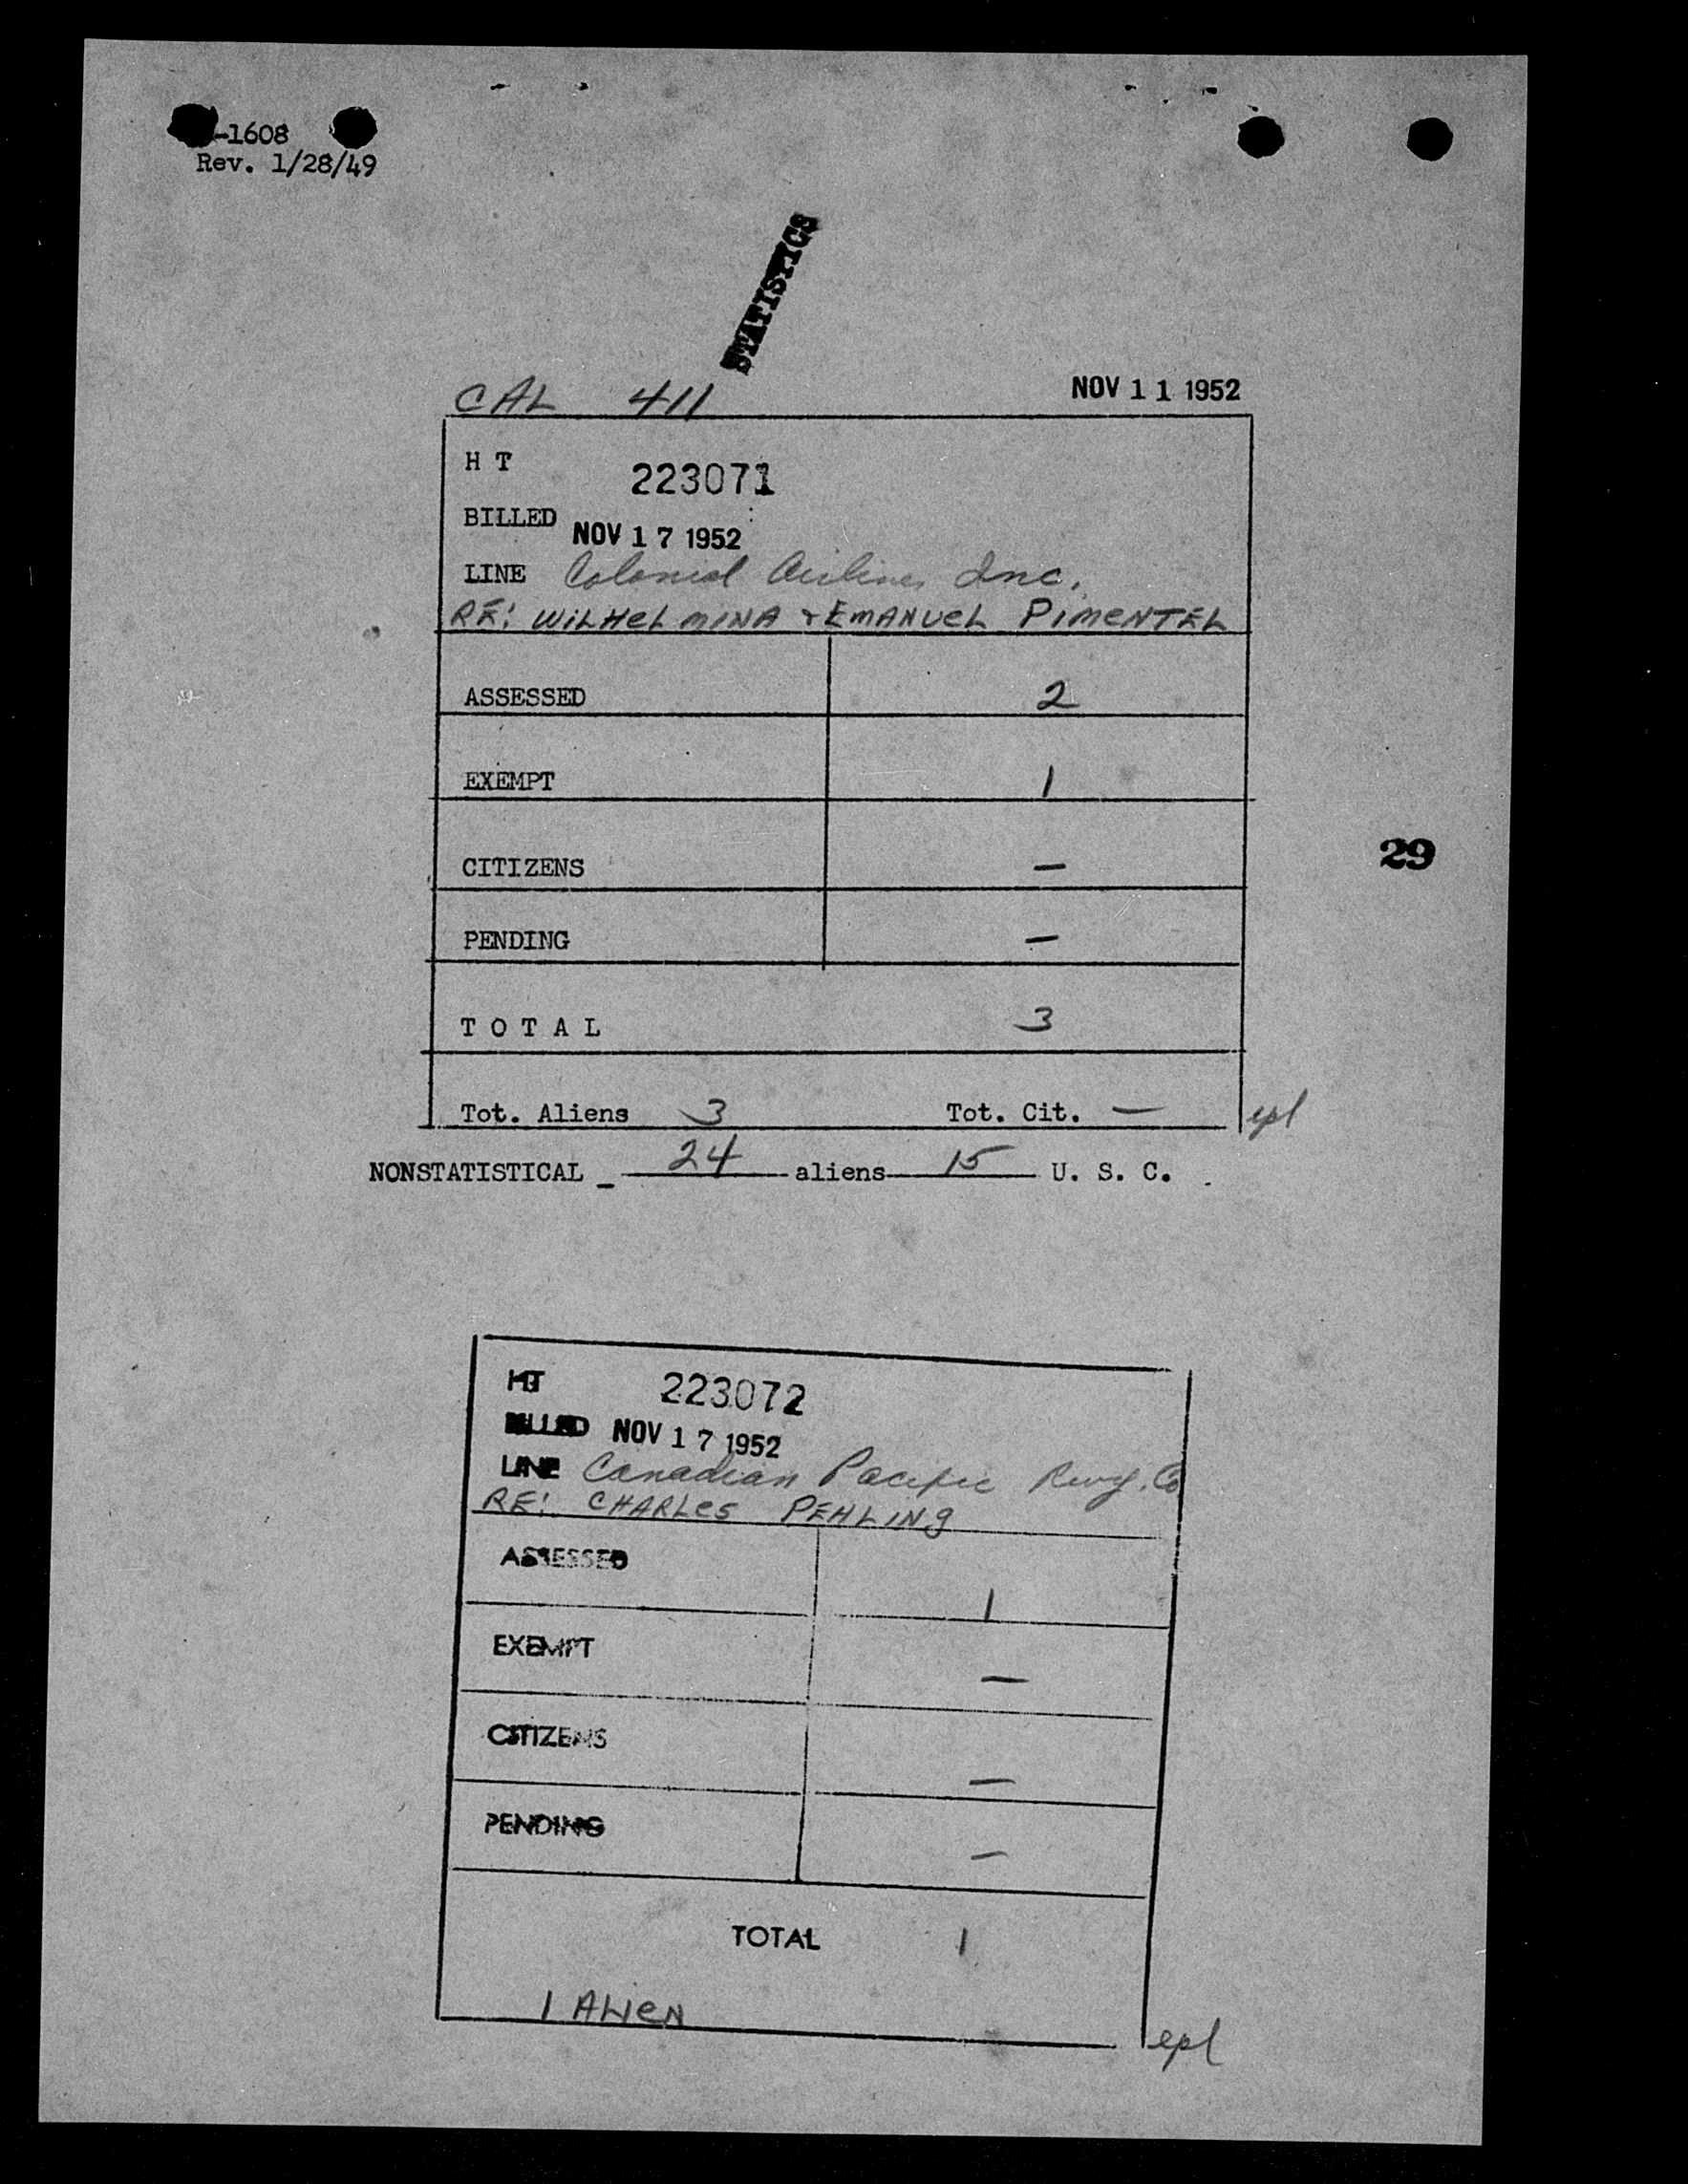 -1608
Rev. 1/28/49
STATISTICS
CAL 411 NOV 11 1952
H T 223071
BILLED NOV 17 1952
LINE Colonial Airlines Inc.
RE: WILHELMINA & EMANUEL PIMENTEL
ASSESSED 2
EXEMPT 1
CITIZENS —
29
PENDING —
T O T A L 3
Tot. Aliens 3 Tot. Cit. — epl
NONSTATISTICAL - 24 aliens 15 U. S. C.
HT 223072
BILLED NOV 17 1952
LINE Canadian Pacific Rwy. Co
RE: CHARLES PEHLING
ASSESSED 1
EXEMPT —
CITIZENS —
PENDING —
TOTAL 1
1 ALIEN
epl